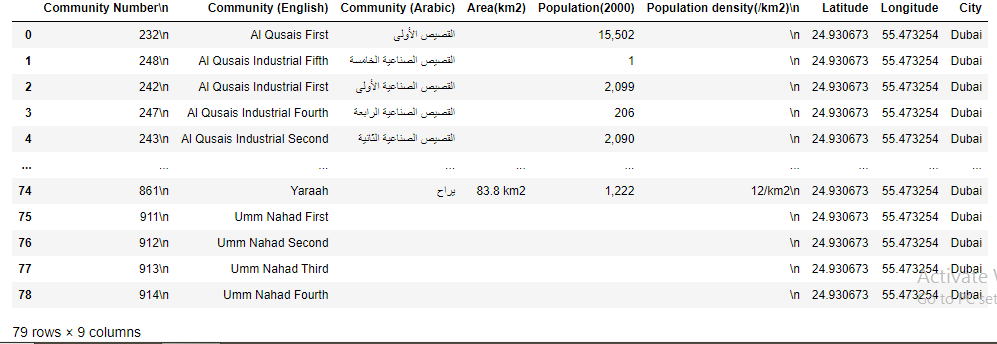 Community Number\n Community (English) Community (Arabic) Area(km2) Population(2000) Population density(/km2)\n Latitude Longitude City
0 232\n Al Qusais First القصيص الأولى 15,502 \n 24.930673 55.473254 Dubai
1 248\n Al Qusais Industrial Fifth القصيص الصناعية الخامسة 1 \n 24.930673 55.473254 Dubai
2 242\n Al Qusais Industrial First القصيص الصناعية الأولى 2,099 \n 24.930673 55.473254 Dubai
3 247\n Al Qusais Industrial Fourth القصيص الصناعية الرابعة 206 \n 24.930673 55.473254 Dubai
4 243\n Al Qusais Industrial Second القصيص الصناعية الثانية 2,090 \n 24.930673 55.473254 Dubai
... ... ... ... ... ... ... ... ... ...
74 861\n Yaraah يراح 83.8 km2 1,222 12/km2\n 24.930673 55.473254 Dubai
75 911\n Umm Nahad First \n 24.930673 55.473254 Dubai
76 912\n Umm Nahad Second \n 24.930673 55.473254 Dubai
77 913\n Umm Nahad Third \n 24.930673 55.473254 Dubai
Activate
78 914\n Umm Nahad Fourth \n 24.930673 55.473254 Dubai
Go to PC set
79 rows × 9 columns